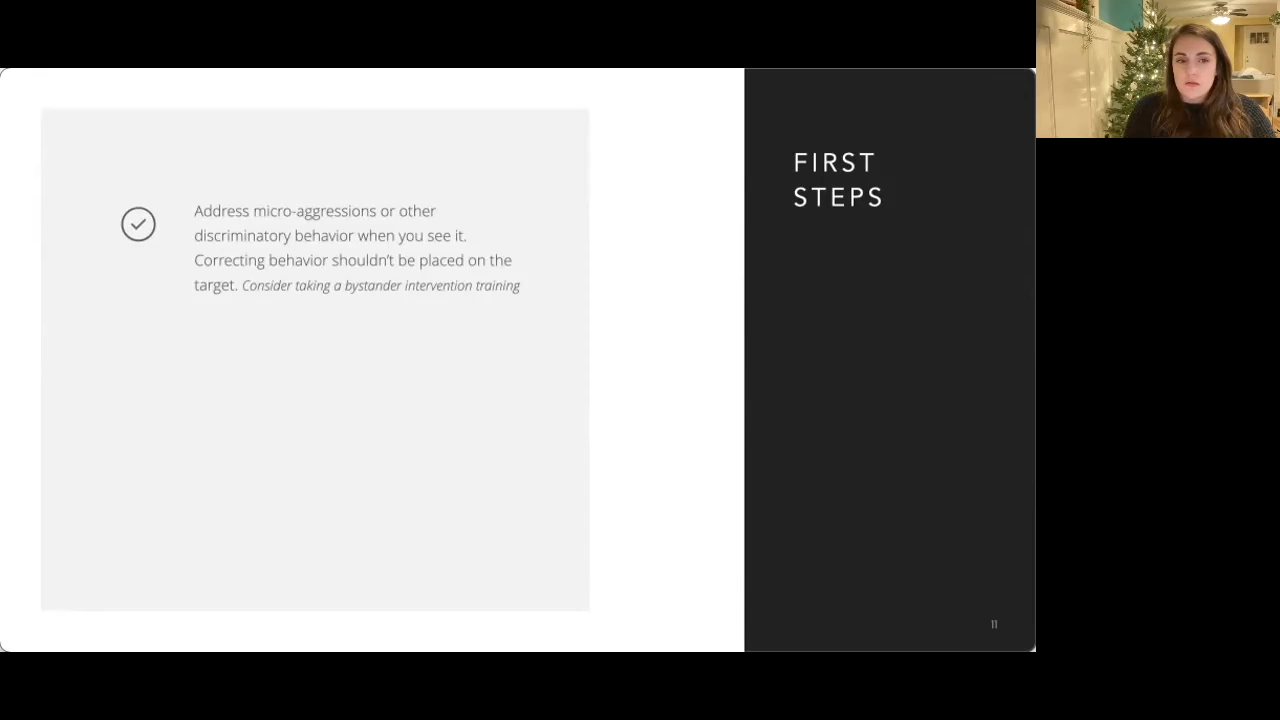 Address micro-aggressions or other
discriminatory behavior when you see it.
Correcting behavior shouldn't be placed on the
target. Consider taking a bystander intervention training
FIRST
STEPS
11